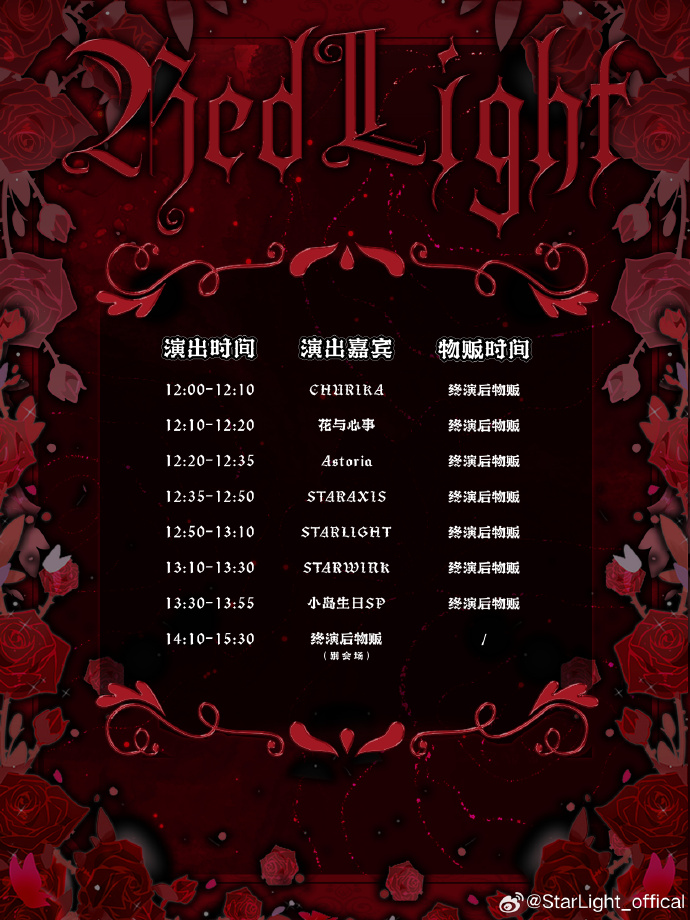 Red Light
演出时间 演出嘉宾 物贩时间
12:00-12:10 CHURIKA 终演后物贩
12:10-12:20 花与心事 终演后物贩
12:20-12:35 Astoria 终演后物贩
12:35-12:50 STARAXIS 终演后物贩
12:50-13:10 STARLIGHT 终演后物贩
13:10-13:30 STARWINK 终演后物贩
13:30-13:55 小岛生日SP 终演后物贩
14:10-15:30 终演后物贩 /
(别会场)
@StarLight_offical